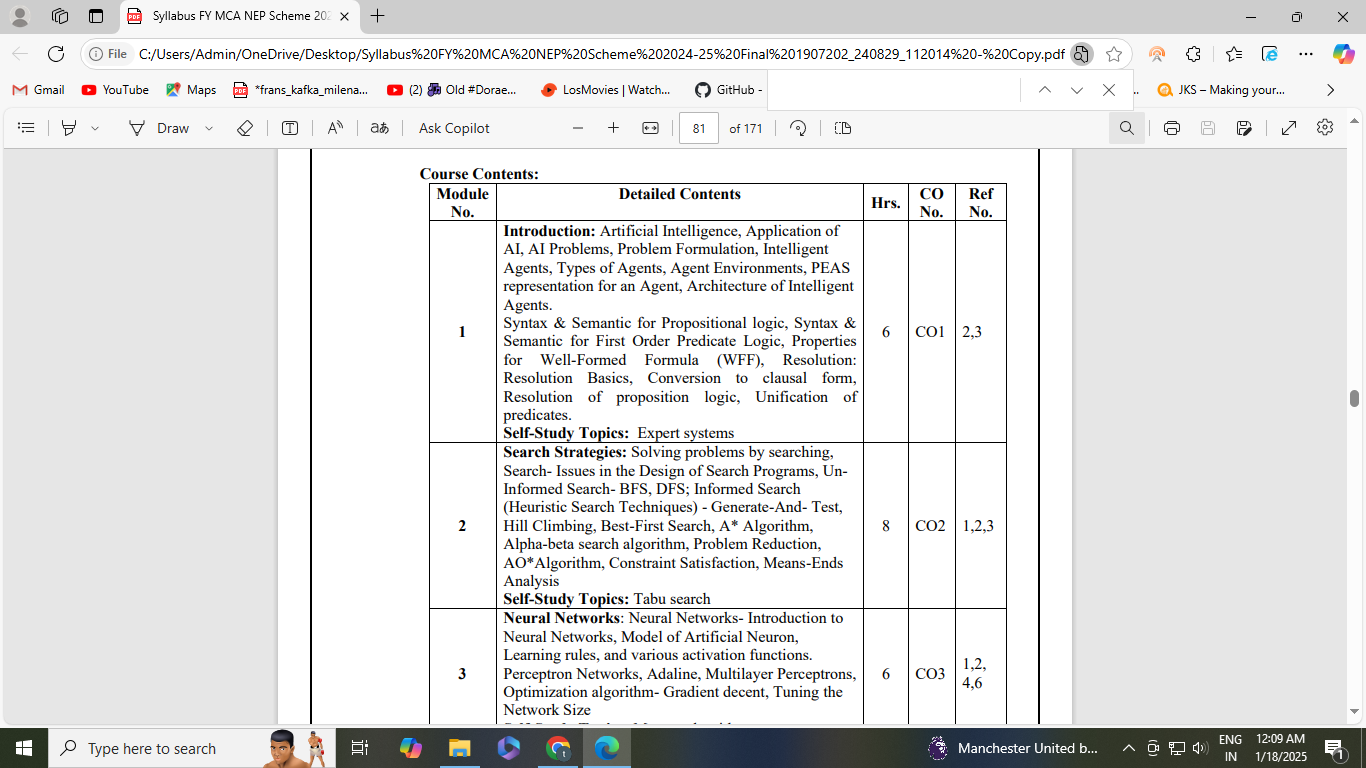 Syllabus FY MCA NEP Scheme 202
File C:/Users/Admin/OneDrive/Desktop/Syllabus%20FY%20MCA%20NEP%20Scheme%202024-25%20Final%201907202_240829_112014%20-%20Copy.pdf
Gmail YouTube Maps *frans_kafka_milena... (2) Old #Dorae... LosMovies | Watch... GitHub - JKS – Making your...
Draw Ask Copilot 81 of 171
Course Contents:
Module No. Detailed Contents Hrs. CO No. Ref No.
Introduction: Artificial Intelligence, Application of
AI, AI Problems, Problem Formulation, Intelligent
Agents, Types of Agents, Agent Environments, PEAS
representation for an Agent, Architecture of Intelligent
Agents.
Syntax & Semantic for Propositional logic, Syntax &
1 Semantic for First Order Predicate Logic, Properties 6 CO1 2,3
for Well-Formed Formula (WFF), Resolution:
Resolution Basics, Conversion to clausal form,
Resolution of proposition logic, Unification of
predicates.
Self-Study Topics: Expert systems
Search Strategies: Solving problems by searching,
Search- Issues in the Design of Search Programs, Un-
Informed Search- BFS, DFS; Informed Search
(Heuristic Search Techniques) - Generate-And- Test,
2 Hill Climbing, Best-First Search, A* Algorithm, 8 CO2 1,2,3
Alpha-beta search algorithm, Problem Reduction,
AO*Algorithm, Constraint Satisfaction, Means-Ends
Analysis
Self-Study Topics: Tabu search
Neural Networks: Neural Networks- Introduction to
Neural Networks, Model of Artificial Neuron,
Learning rules, and various activation functions.
3 Perceptron Networks, Adaline, Multilayer Perceptrons, 6 CO3 1,2, 4,6
Optimization algorithm- Gradient decent, Tuning the
Network Size
Type here to search Manchester United b... ENG IN 12:09 AM 1/18/2025 1